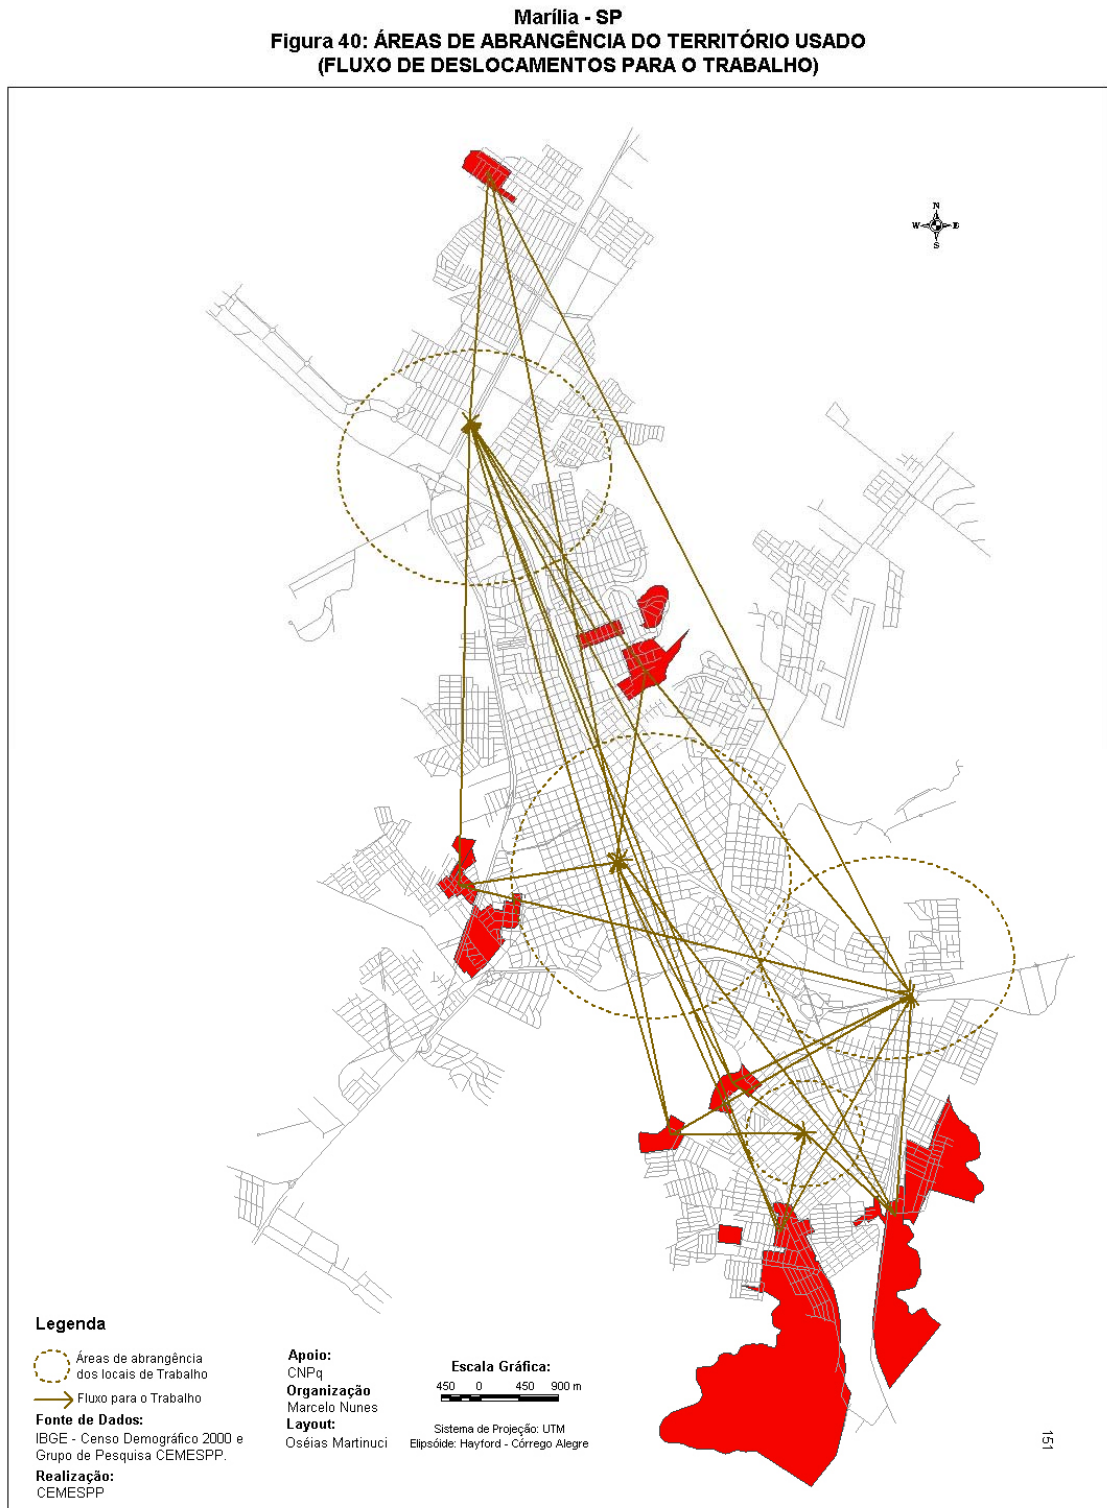 Marília - SP
Figura 40: ÁREAS DE ABRANGÊNCIA DO TERRITÓRIO USADO
(FLUXO DE DESLOCAMENTOS PARA O TRABALHO)
N
W E
S
Legenda
Áreas de abrangência
dos locais de Trabalho
Fluxo para o Trabalho
Fonte de Dados:
IBGE - Censo Demográfico 2000 e
Grupo de Pesquisa CEMESPP.
Realização:
CEMESPP
Apoio:
CNPq
Organização
Marcelo Nunes
Layout:
Oséias Martinuci
Escala Gráfica:
450 0 450 900 m
Sistema de Projeção: UTM
Elipsóide: Hayford - Córrego Alegre
151